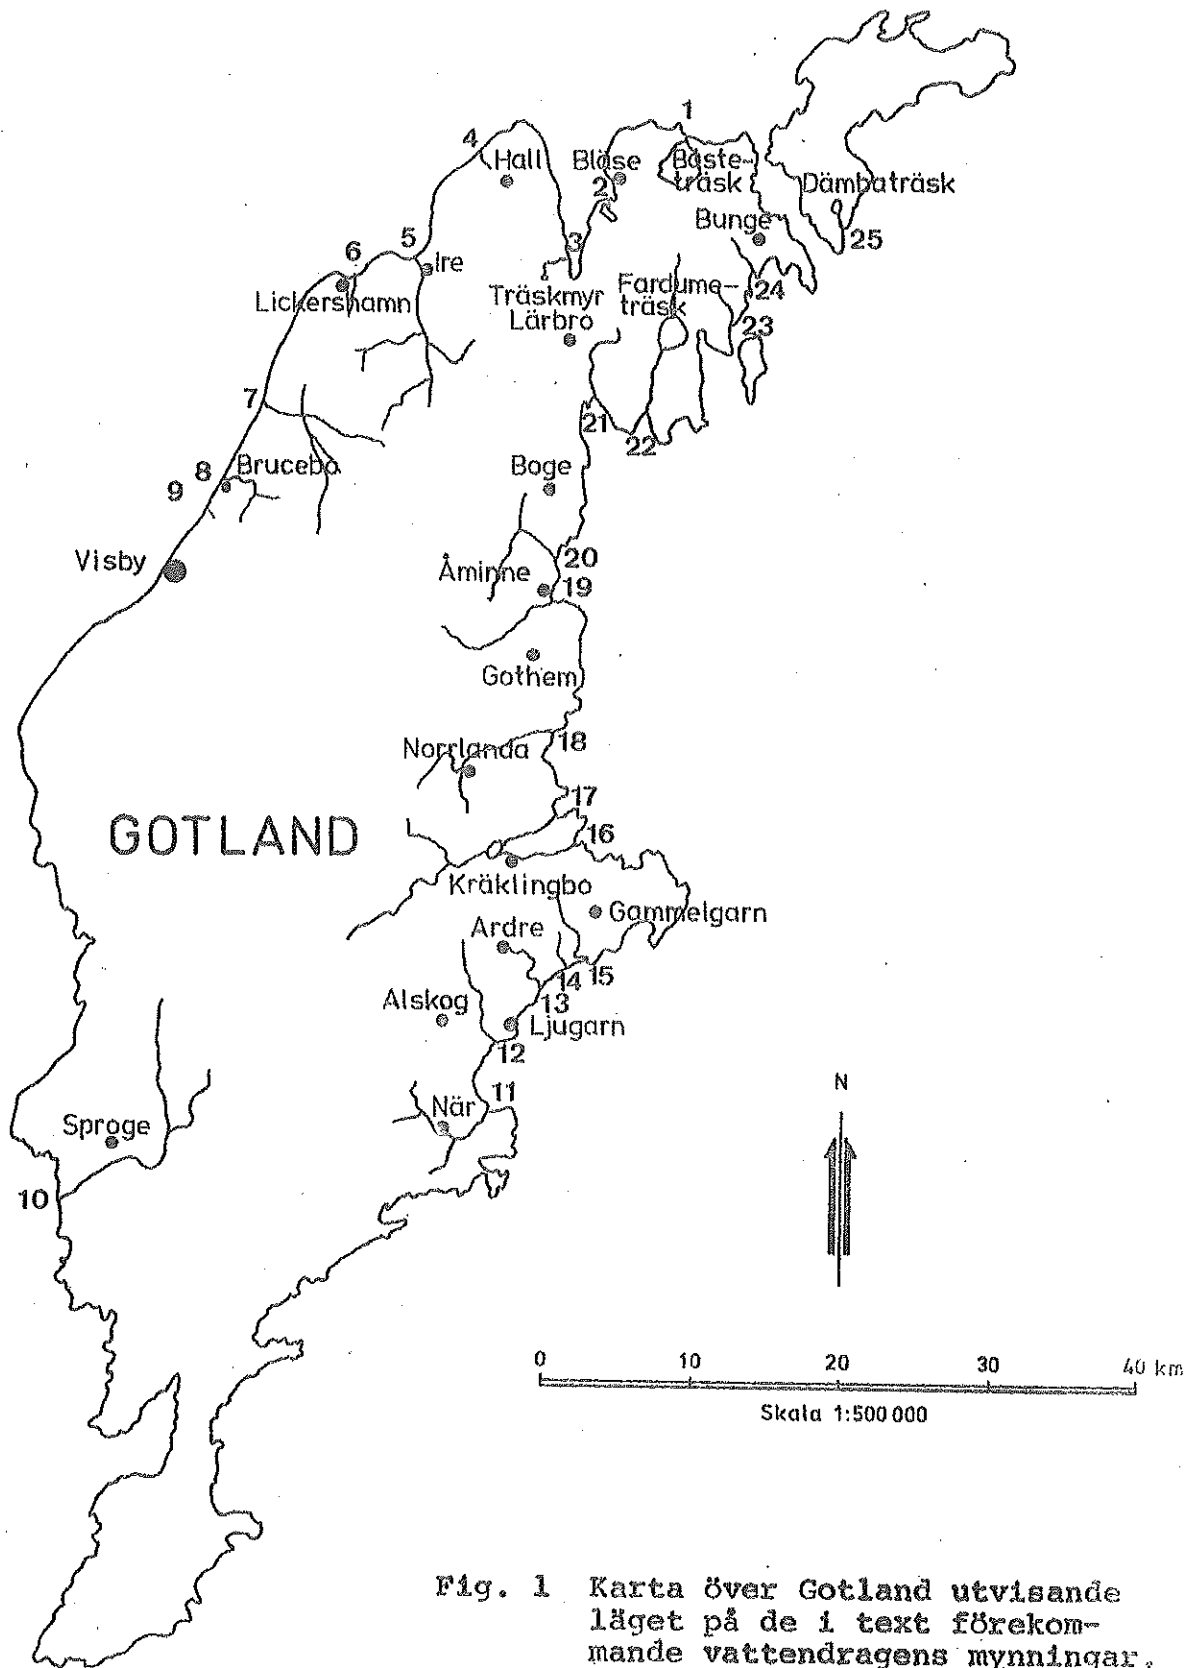 1
4
Hall
Bläse
Bäste-
träsk
2
Dämbaträsk
Bunge
25
3
5
6
Ire
Lickershamn
Träskmyr
Lärbro
Fardume-
träsk
24
23
7
21
22
8
Brucebo
9
Boge
Visby
20
Åminne
19
Gothem
18
Norrlanda
17
GOTLAND
16
Kräklingbo
Gammelgarn
Ardre
15
14
13
Alskog
Ljugarn
12
11
När
Sproge
10
N
0 10 20 30 40 km
Skala 1:500 000
Fig. 1 Karta över Gotland utvisande
läget på de i text förekom-
mande vattendragens mynningar.